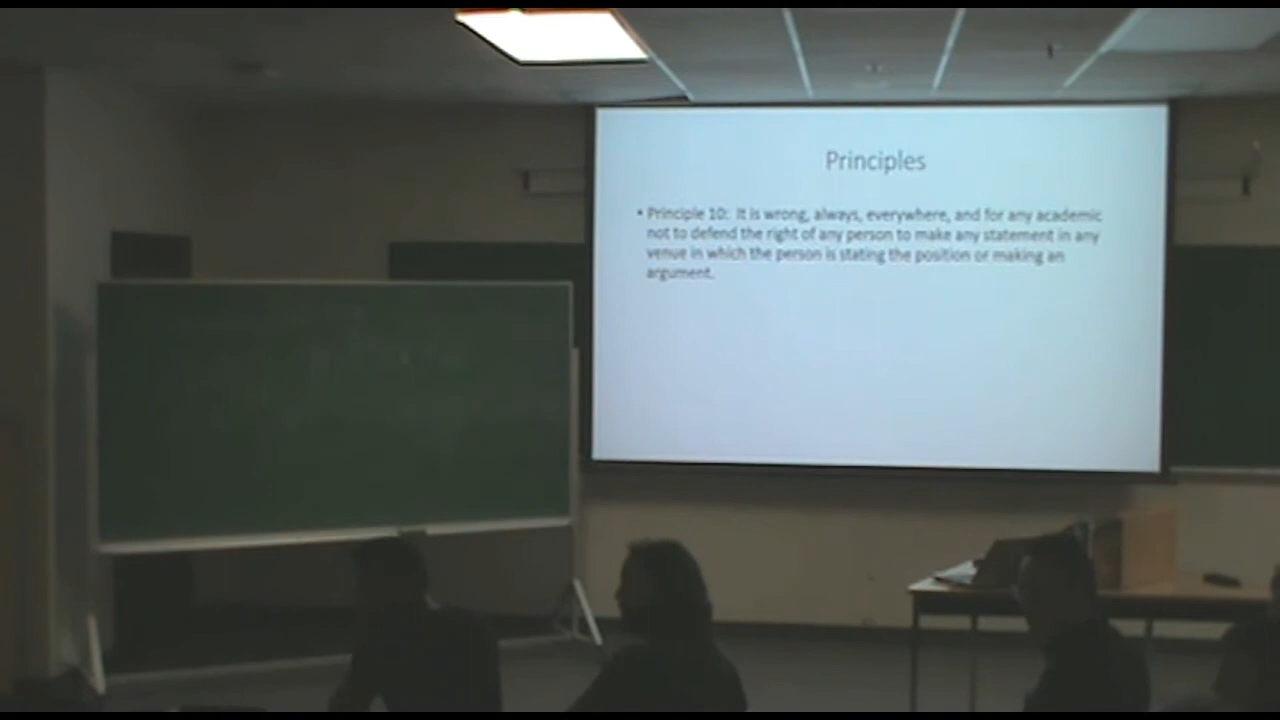 Principles
• Principle 10: It is wrong, always, everywhere, and for any academic
not to defend the right of any person to make any statement in any
venue in which the person is stating the position or making an
argument.